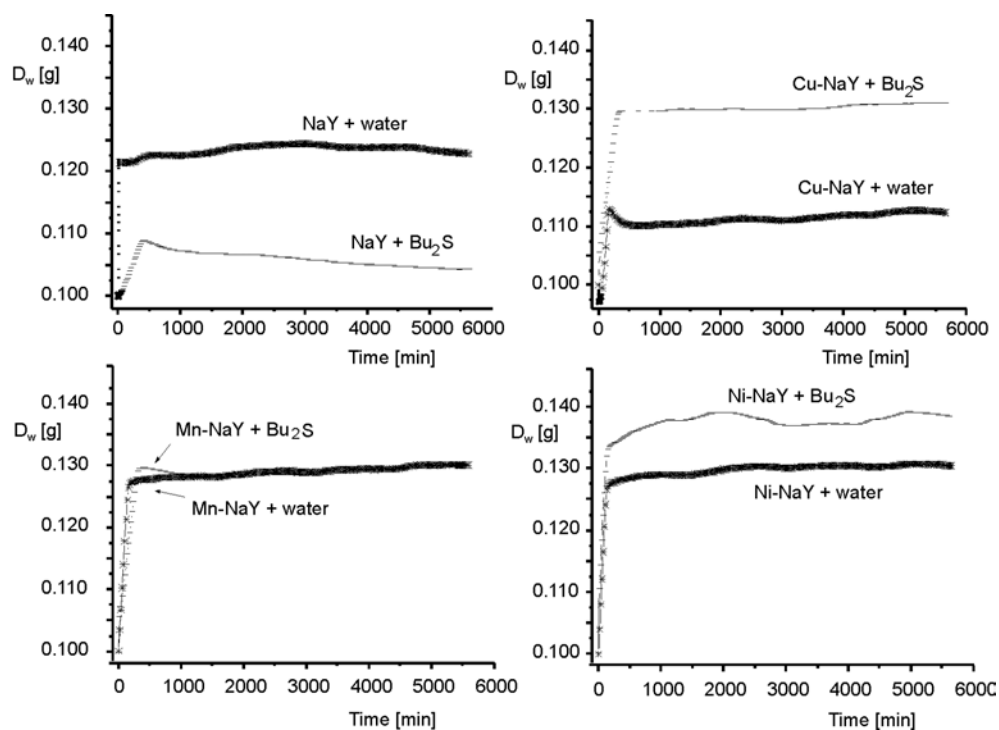 0.140
D_w [g]
0.130
0.120
0.110
0.100
NaY + water
NaY + Bu₂S
0 1000 2000 3000 4000 5000 6000
Time [min]
0.140
D_w [g]
0.130
0.120
0.110
0.100
Cu-NaY + Bu₂S
Cu-NaY + water
0 1000 2000 3000 4000 5000 6000
Time [min]
0.140
D_w [g]
0.130
0.120
0.110
0.100
Mn-NaY + Bu₂S
Mn-NaY + water
0 1000 2000 3000 4000 5000 6000
Time [min]
0.140
D_w [g]
0.130
0.120
0.110
0.100
Ni-NaY + Bu₂S
Ni-NaY + water
0 1000 2000 3000 4000 5000 6000
Time [min]